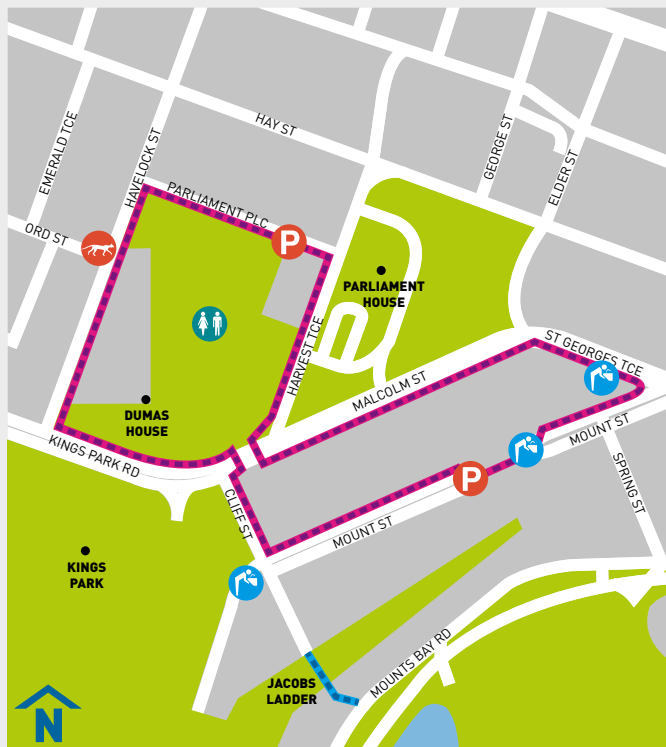 EMERALD TCE
HAVELOCK ST
HAY ST
GEORGE ST
ELDER ST
ORD ST
PARLIAMENT PLC
P
PARLIAMENT
HOUSE
HARVEST TCE
ST GEORGES TCE
MALCOLM ST
DUMAS
HOUSE
KINGS PARK RD
MOUNT ST
P
CLIFF ST
SPRING ST
MOUNT ST
KINGS
PARK
MOUNTS BAY RD
JACOBS
LADDER
N